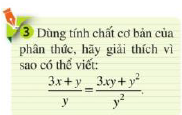 3 Dùng tính chất cơ bản của
phân thức, hãy giải thích vì
sao có thể viết:
(3x + y)/y = (3xy + y²)/y².